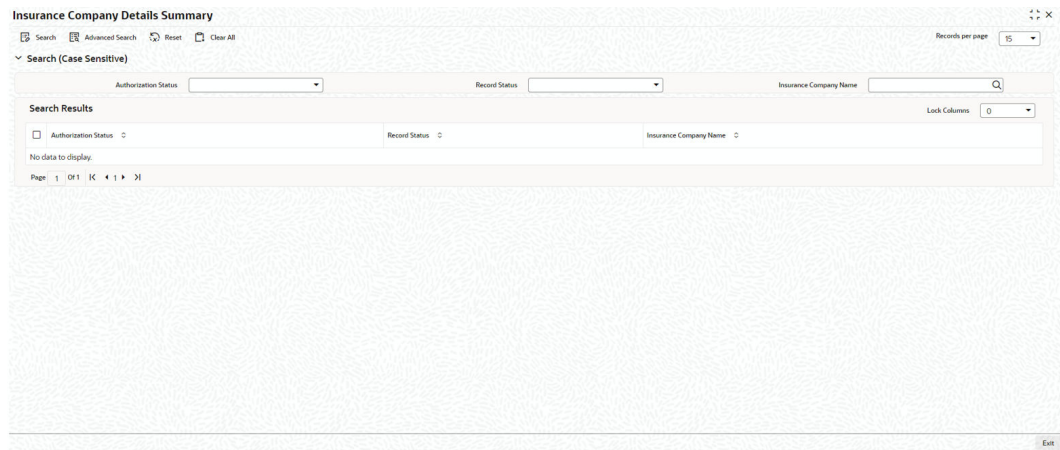 Insurance Company Details Summary
Search Advanced Search Reset Clear All Records per page 15
Search (Case Sensitive)
Authorization Status Record Status Insurance Company Name
Search Results Lock Columns 0
Authorization Status Record Status Insurance Company Name
No data to display.
Page 1 Of 1 1
Exit